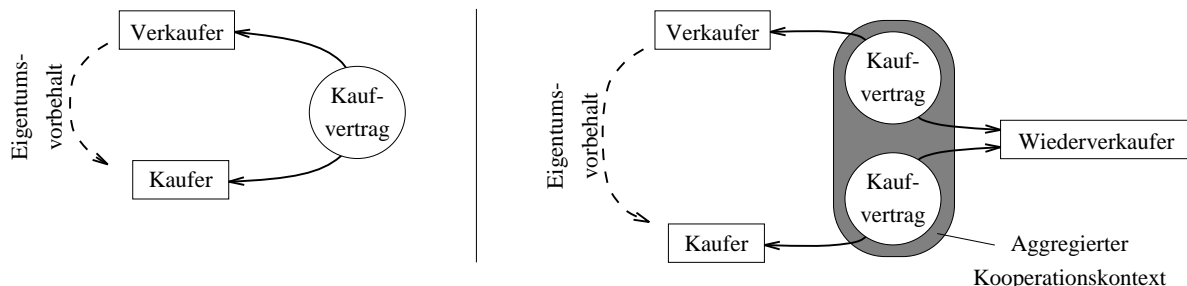 Verkaufer
Eigentums-
vorbehalt
Kauf-
vertrag
Kaufer
Verkaufer
Eigentums-
vorbehalt
Kauf-
vertrag
Wiederverkaufer
Kauf-
vertrag
Kaufer
Aggregierter
Kooperationskontext